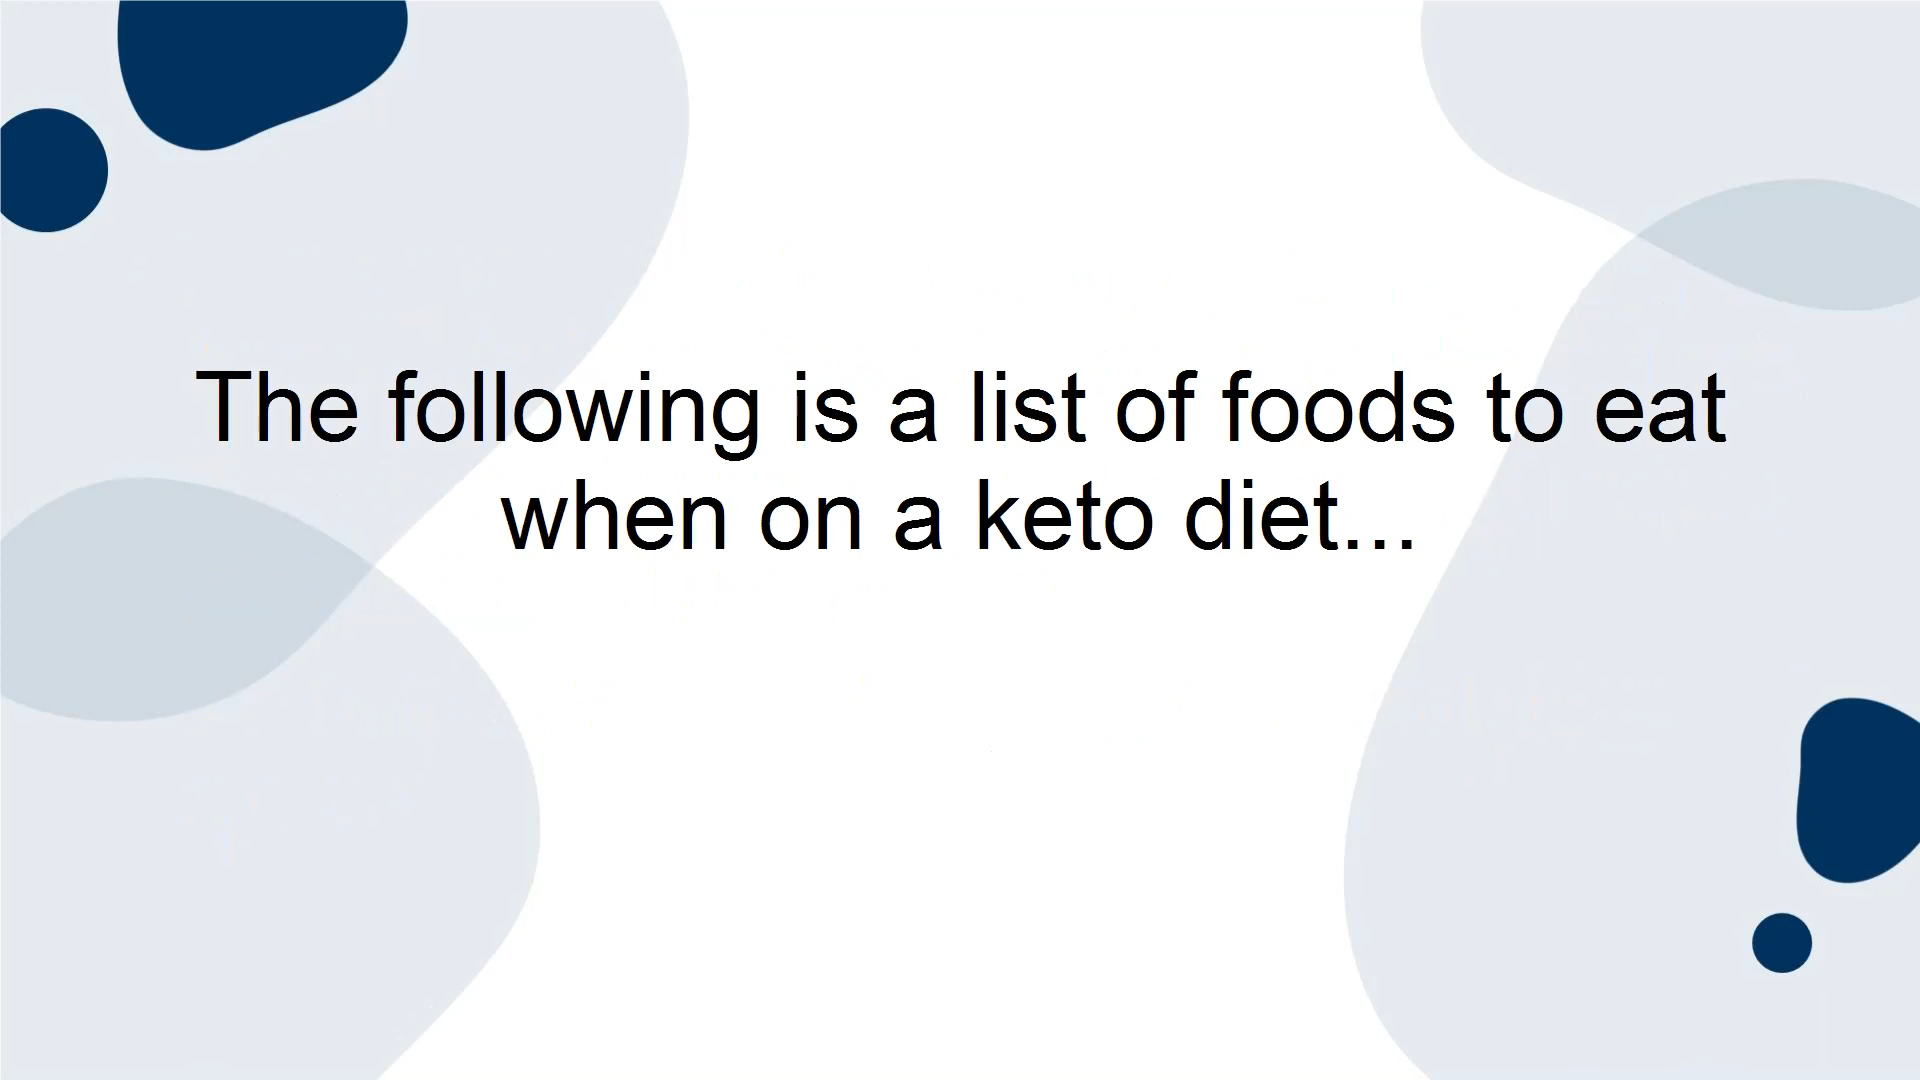 The following is a list of foods to eat
when on a keto diet...